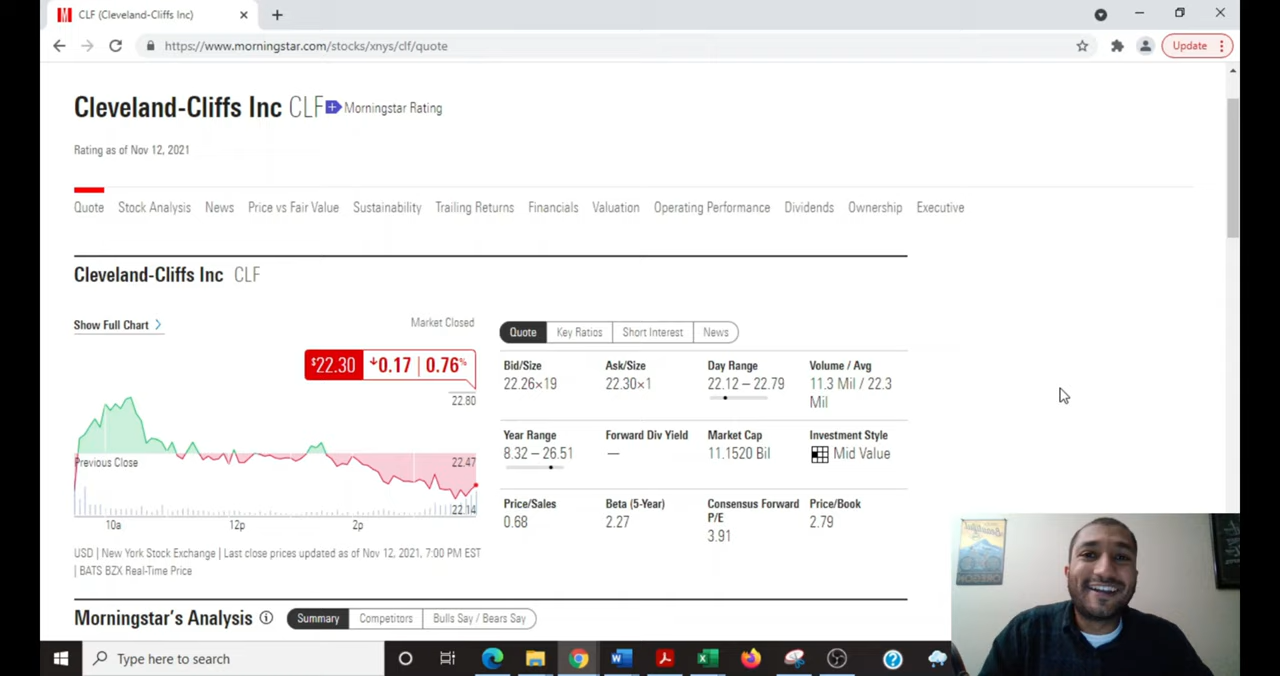 CLF (Cleveland-Cliffs Inc)
https://www.morningstar.com/stocks/xnys/clf/quote
Update
Cleveland-Cliffs Inc CLF Morningstar Rating
Rating as of Nov 12, 2021
Quote Stock Analysis News Price vs Fair Value Sustainability Trailing Returns Financials Valuation Operating Performance Dividends Ownership Executive
Cleveland-Cliffs Inc CLF
Show Full Chart
Market Closed
$22.30 0.17 | 0.76%
22.80
Previous Close
22.47
22.14
10a 12p 2p
USD | New York Stock Exchange | Last close prices updated as of Nov 12, 2021, 7:00 PM EST
| BATS BZX Real-Time Price
Quote Key Ratios Short Interest News
Bid/Size Ask/Size Day Range Volume / Avg
22.26×19 22.30×1 22.12 – 22.79 11.3 Mil / 22.3
Mil
Year Range Forward Div Yield Market Cap Investment Style
8.32 – 26.51 — 11.1520 Bil Mid Value
Price/Sales Beta (5-Year) Consensus Forward Price/Book
P/E
0.68 2.27 3.91 2.79
Morningstar's Analysis Summary Competitors Bulls Say / Bears Say
Type here to search
OREGON